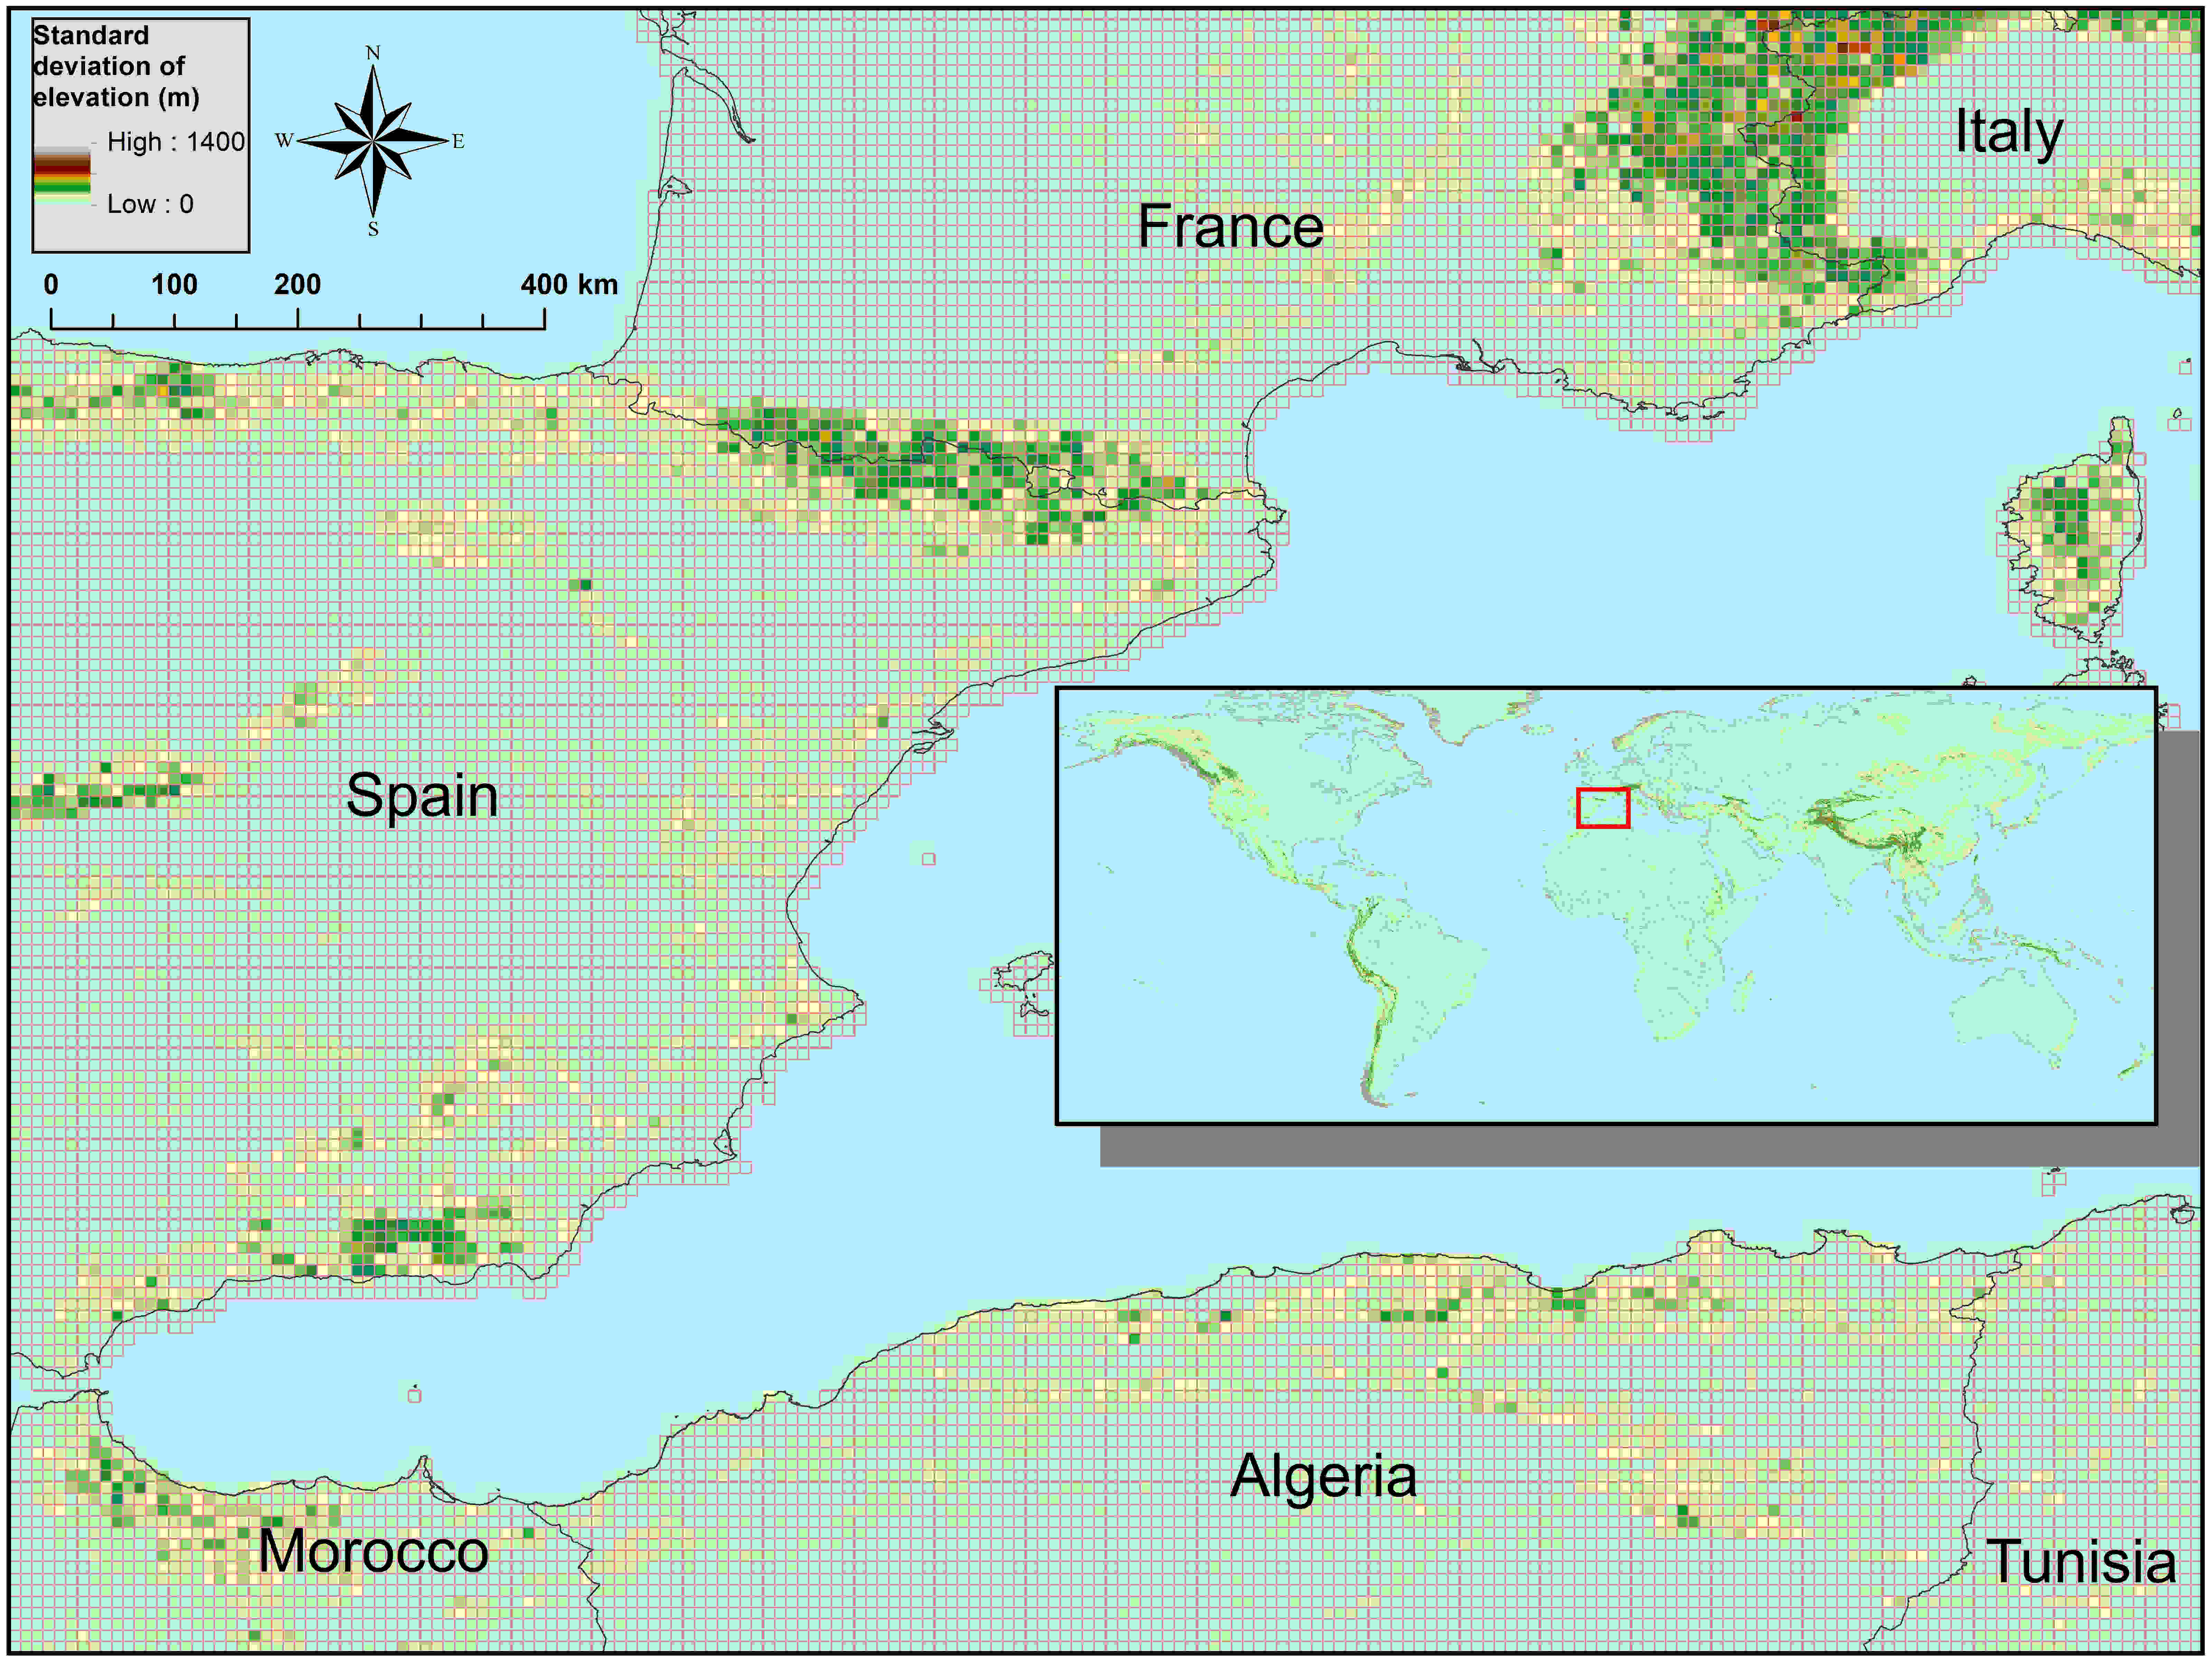 Standard
deviation of
elevation (m)
High : 1400
Low : 0
N
W
E
S
0 100 200 400 km
Italy
France
Spain
Algeria
Morocco
Tunisia